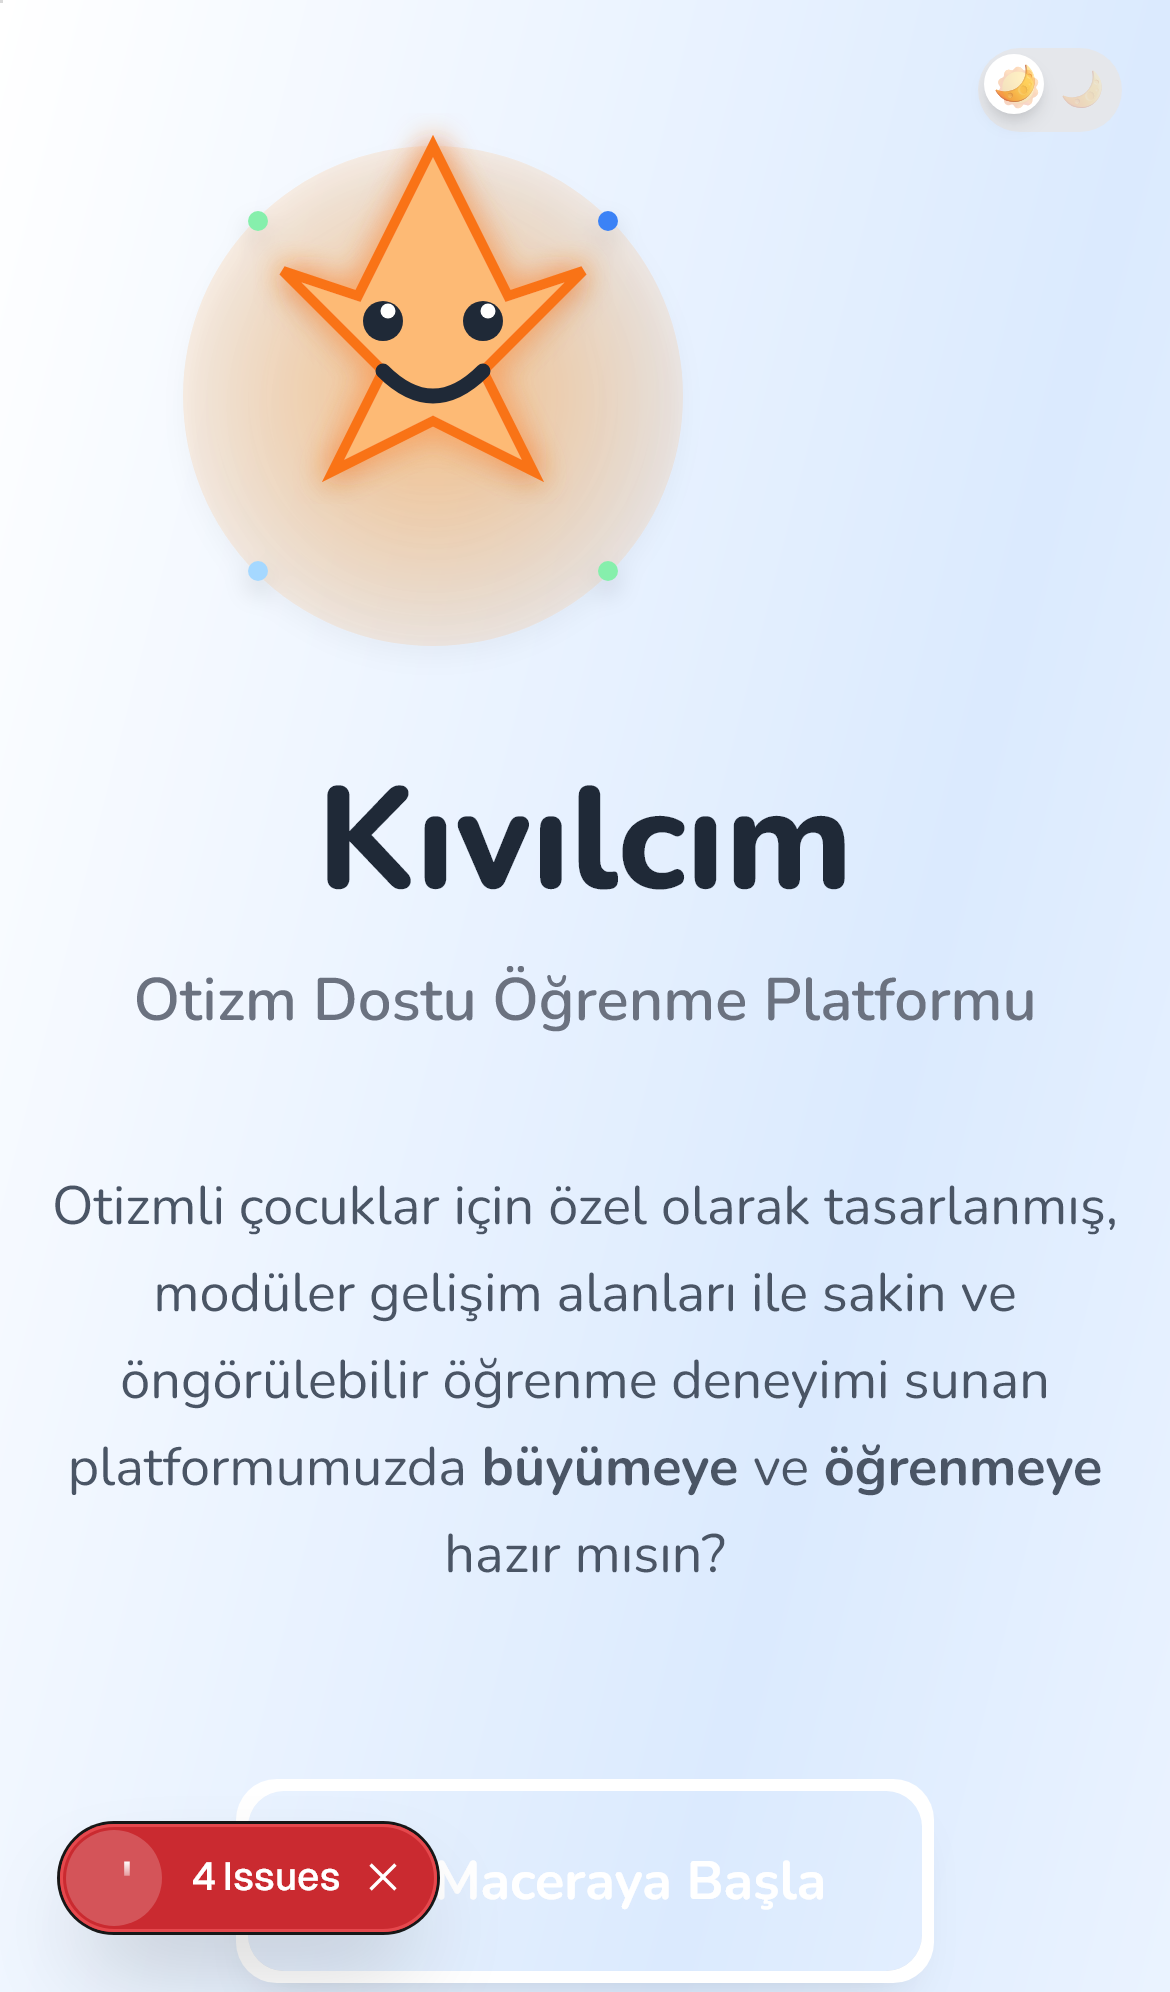 Kıvılcım
Otizm Dostu Öğrenme Platformu
Otizmli çocuklar için özel olarak tasarlanmış,
modüler gelişim alanları ile sakin ve
öngörülebilir öğrenme deneyimi sunan
platformumuzda büyümeye ve öğrenmeye
hazır mısın?
Maceraya Başla
4 Issues